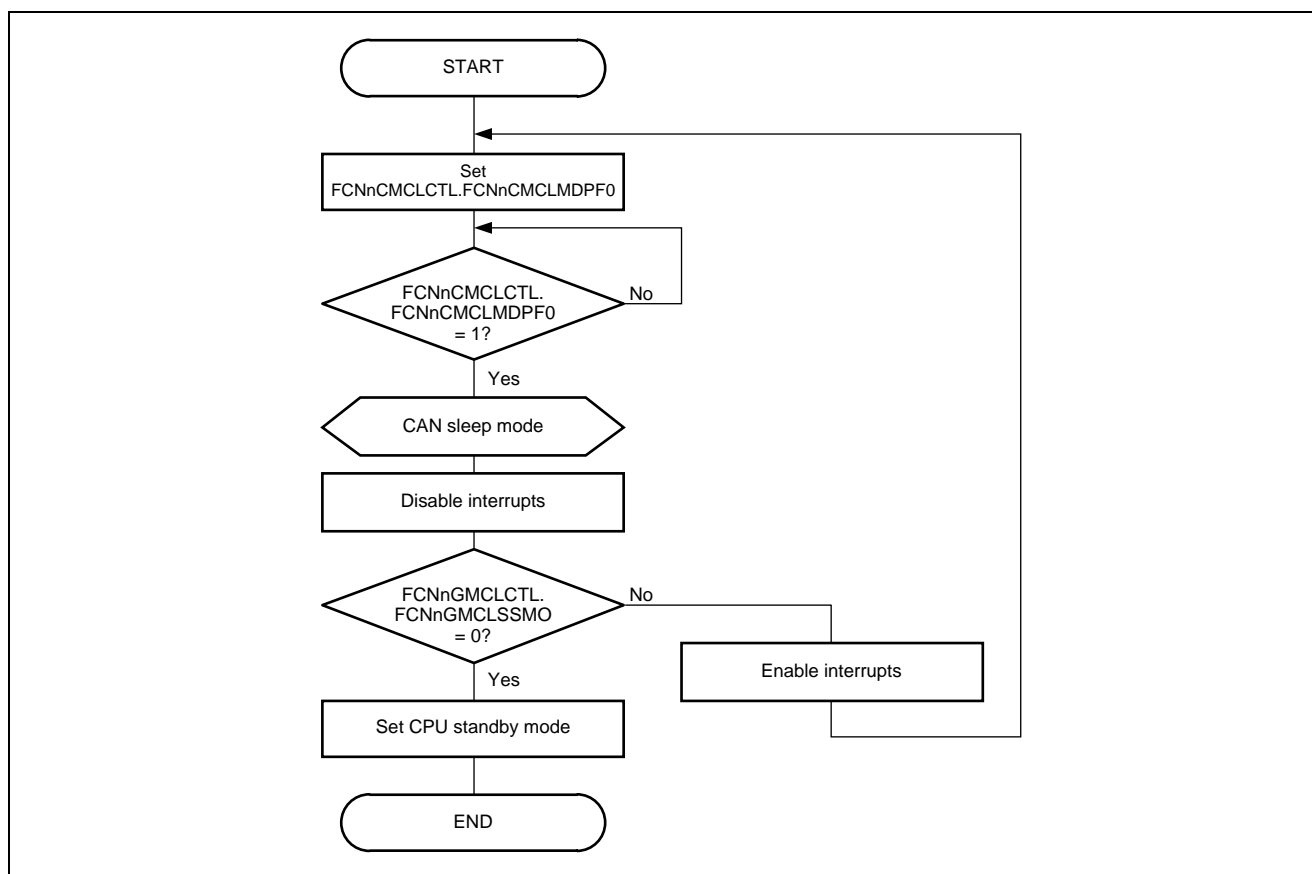 START
Set
FCNnCMCLCTL.FCNnCMCLMDPF0
FCNnCMCLCTL.
FCNnCMCLMDPF0
= 1?
No
Yes
CAN sleep mode
Disable interrupts
FCNnGMCLCTL.
FCNnGMCLSSMO
= 0?
No
Yes
Enable interrupts
Set CPU standby mode
END